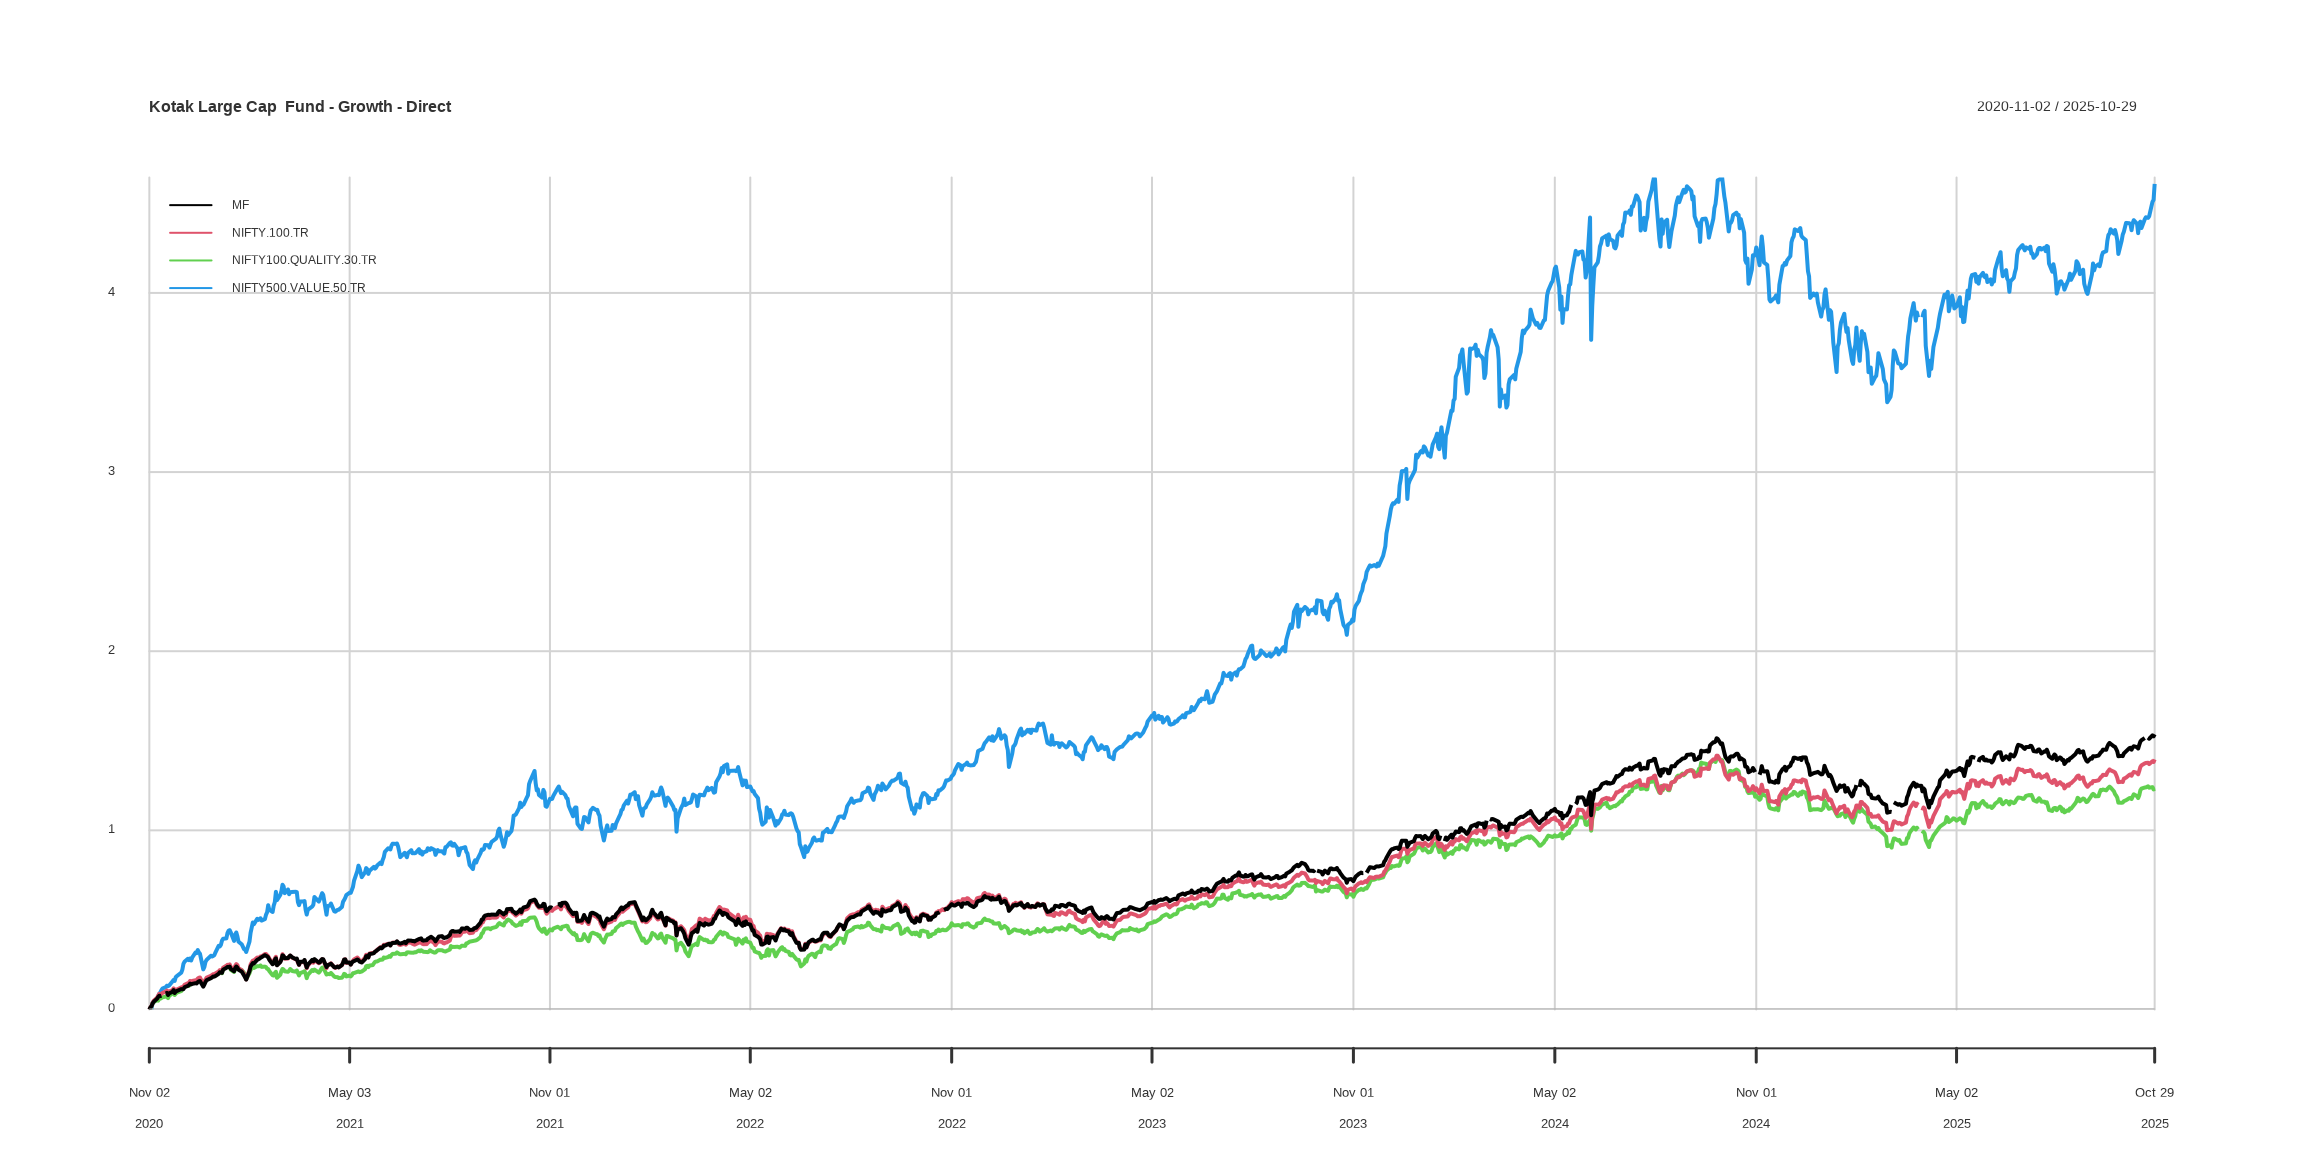 Kotak Large Cap  Fund - Growth - Direct
2020-11-02 / 2025-10-29
MF
NIFTY.100.TR
NIFTY100.QUALITY.30.TR
NIFTY500.VALUE.50.TR
4
3
2
1
0
Nov 02 May 03 Nov 01 May 02 Nov 01 May 02 Nov 01 May 02 Nov 01 May 02 Oct 29
2020 2021 2021 2022 2022 2023 2023 2024 2024 2025 2025